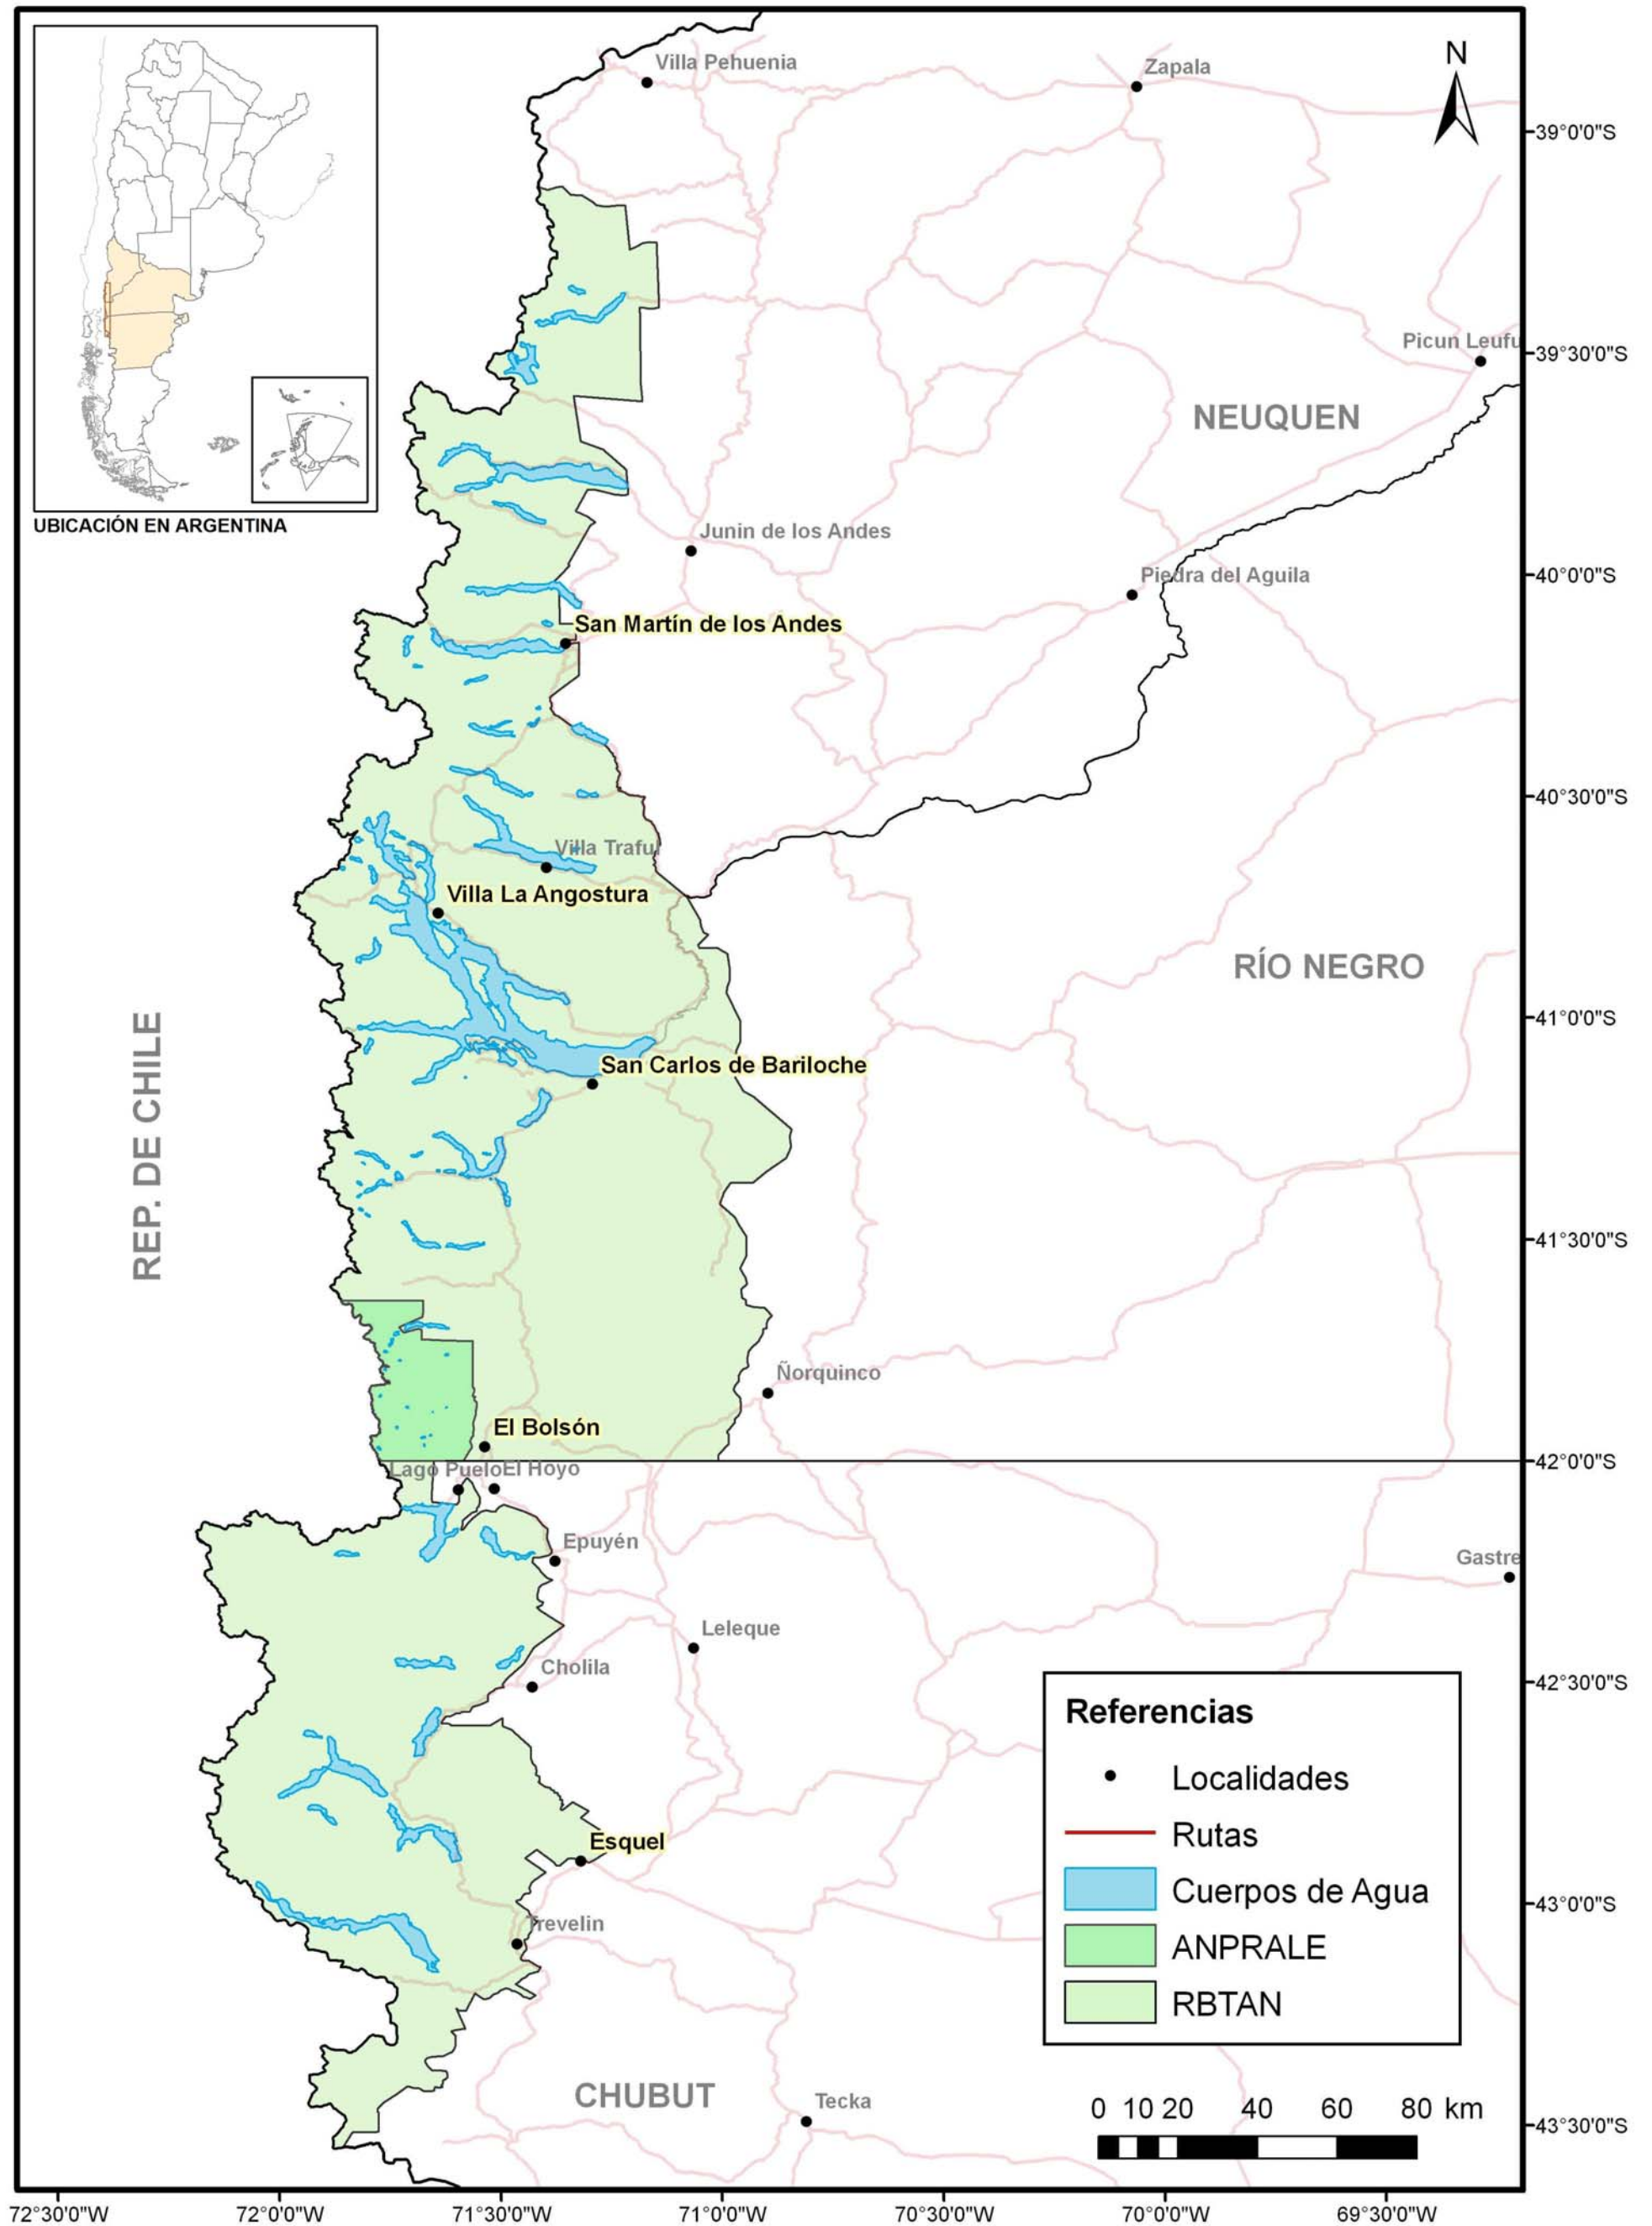 Villa Pehuenia
Zapala
N
39°0'0"S
UBICACIÓN EN ARGENTINA
Picun Leufu
39°30'0"S
NEUQUEN
Junin de los Andes
Piedra del Aguila
40°0'0"S
San Martín de los Andes
40°30'0"S
Villa Traful
Villa La Angostura
RÍO NEGRO
41°0'0"S
San Carlos de Bariloche
REP. DE CHILE
41°30'0"S
Ñorquinco
El Bolsón
42°0'0"S
Lago Puelo
El Hoyo
Epuyén
Gastre
Leleque
Cholila
42°30'0"S
Referencias
Localidades
Rutas
Cuerpos de Agua
ANPRALE
RBTAN
Esquel
43°0'0"S
Trevelin
CHUBUT
Tecka
0 10 20 40 60 80 km
43°30'0"S
72°30'0"W 72°0'0"W 71°30'0"W 71°0'0"W 70°30'0"W 70°0'0"W 69°30'0"W